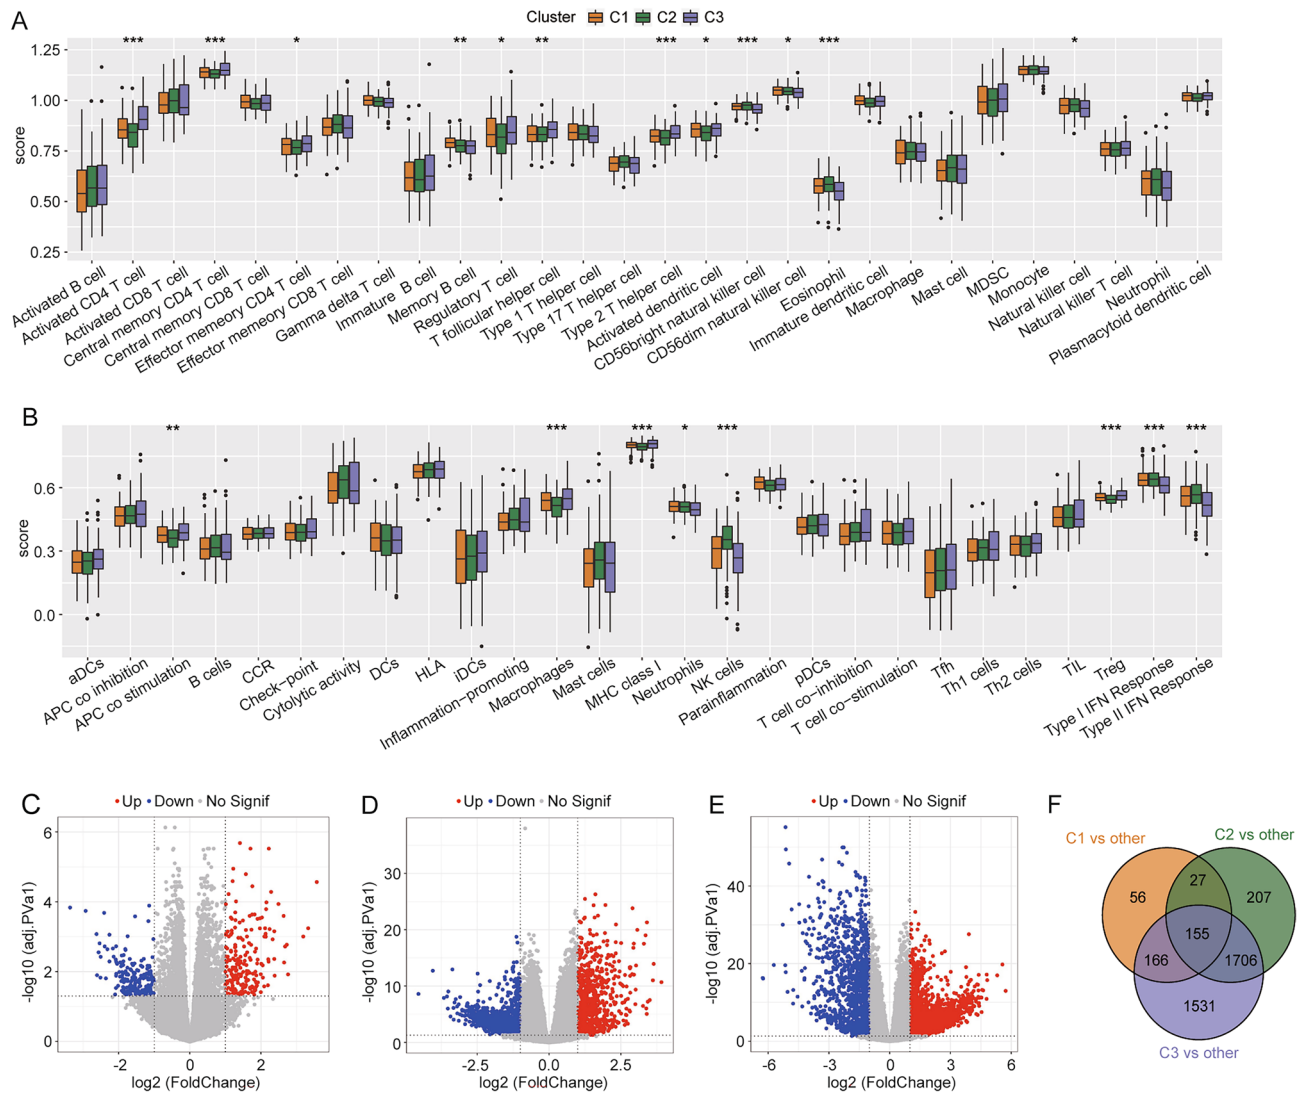 A
Cluster C1 C2 C3
*** *** * ** * ** *** * *** * *** *
1.25
1.00
0.75
0.50
0.25
score
Activated B cell
Activated CD4 T cell
Activated CD8 T cell
Central memory CD4 T cell
Central memory CD8 T cell
Effector memeory CD4 T cell
Effector memeory CD8 T cell
Gamma delta T cell
Immature B cell
Memory B cell
Regulatory T cell
T follicular helper cell
Type 1 T helper cell
Type 17 T helper cell
Type 2 T helper cell
Activated dendritic cell
CD56bright natural killer cell
CD56dim natural killer cell
Eosinophil
Immature dendritic cell
Macrophage
Mast cell
MDSC
Monocyte
Natural killer cell
Natural killer T cell
Neutrophil
Plasmacytoid dendritic cell
B
** *** *** * *** *** *** ***
0.6
0.3
0.0
score
aDCs
APC co inhibition
APC co stimulation
B cells
CCR
Check-point
Cytolytic activity
DCs
HLA
iDCs
Inflammation-promoting
Macrophages
Mast cells
MHC class I
Neutrophils
NK cells
Parainflammation
pDCs
T cell co-inhibition
T cell co-stimulation
Tfh
Th1 cells
Th2 cells
TIL
Treg
Type I IFN Response
Type II IFN Response
C
Up Down No Signif
6
4
2
0
-log10 (adj.PVa1)
-2 0 2
log2 (FoldChange)
D
Up Down No Signif
30
20
10
0
-log10 (adj.PVa1)
-2.5 0 2.5
log2 (FoldChange)
E
Up Down No Signif
40
20
0
-log10 (adj.PVa1)
-6 -3 0 3 6
log2 (FoldChange)
F
C1 vs other
C2 vs other
56 27 207
155
166 1706
1531
C3 vs other